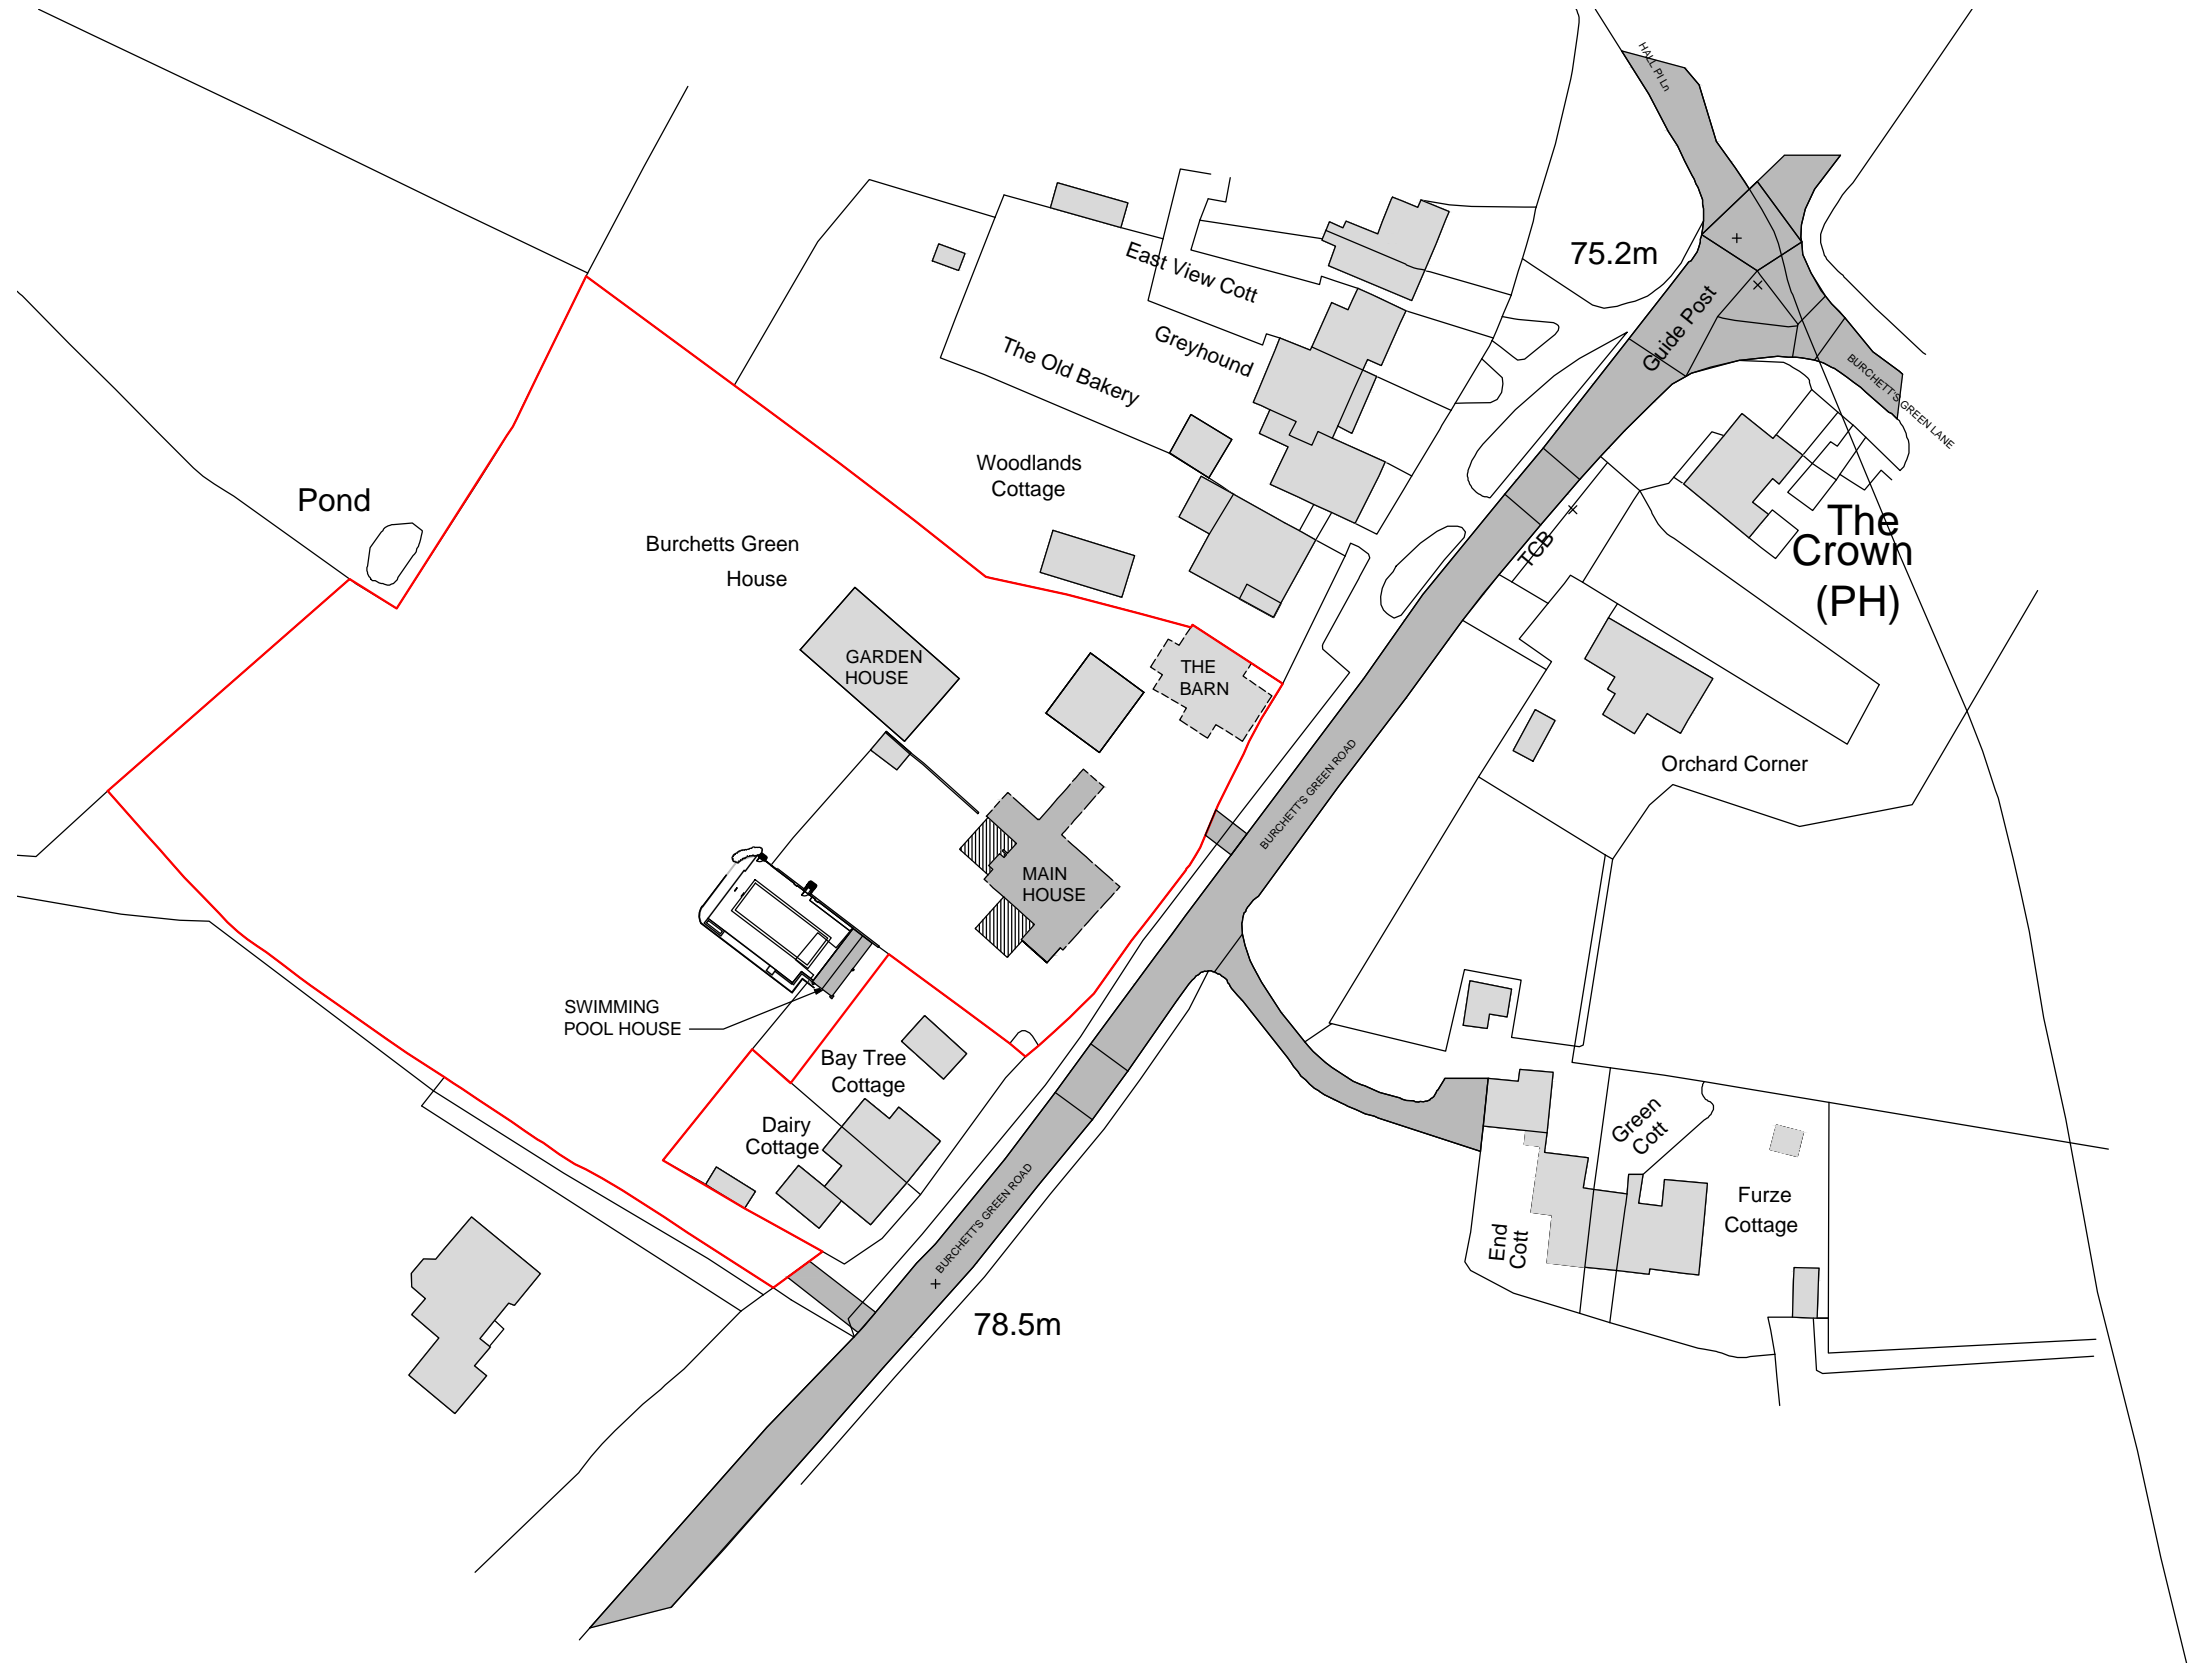 HALL Pl Ln
75.2m
East View Cott
Guide Post
Greyhound
The Old Bakery
BURCHETT'S GREEN LANE
Woodlands
Cottage
Pond
The
Crown
(PH)
TCB
Burchetts Green
House
GARDEN
HOUSE
THE
BARN
Orchard Corner
BURCHETT'S GREEN ROAD
MAIN
HOUSE
SWIMMING
POOL HOUSE
Bay Tree
Cottage
Dairy
Cottage
Green
Cott
BURCHETT'S GREEN ROAD
Furze
Cottage
End
Cott
78.5m